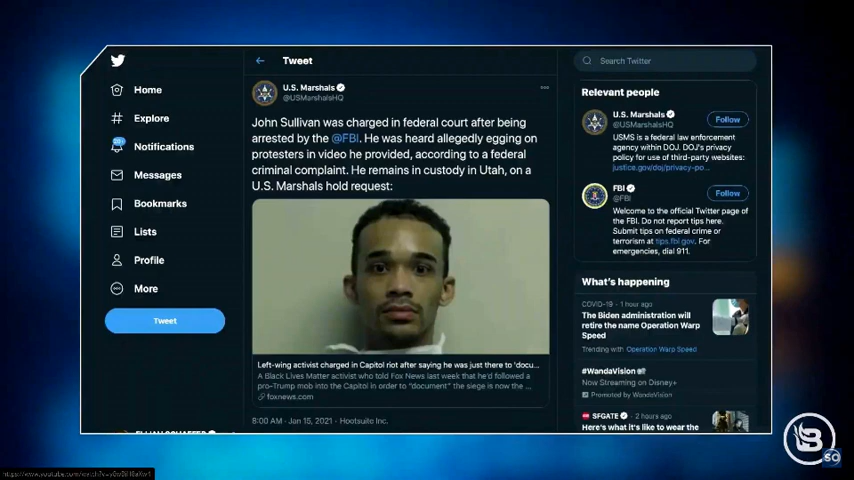 Tweet
Search Twitter
Home
Explore
Notifications
Messages
Bookmarks
Lists
Profile
More
Tweet
U.S. Marshals
@USMarshalsHQ
John Sullivan was charged in federal court after being
arrested by the @FBI. He was heard allegedly egging on
protesters in video he provided, according to a federal
criminal complaint. He remains in custody in Utah, on a
U.S. Marshals hold request:
Left-wing activist charged in Capitol riot after saying he was just there to 'docu...
A Black Lives Matter activist who told Fox News last week that he'd followed a
pro-Trump mob into the Capitol in order to "document" the siege is now the ...
foxnews.com
8:00 AM · Jan 15, 2021 · Hootsuite Inc.
Relevant people
U.S. Marshals
@USMarshalsHQ
Follow
USMS is a federal law enforcement
agency within DOJ. DOJ's privacy
policy for use of third-party websites:
justice.gov/doj/privacy-po...
FBI
@FBI
Follow
Welcome to the official Twitter page of
the FBI. Do not report tips here.
Submit tips on federal crime or
terrorism at tips.fbi.gov. For
emergencies, dial 911.
What's happening
COVID-19 · 1 hour ago
The Biden administration will
retire the name Operation Warp
Speed
Trending with Operation Warp Speed
#WandaVision
Now Streaming on Disney+
Promoted by WandaVision
SFGATE · 2 hours ago
Here's what it's like to wear the
B
SO